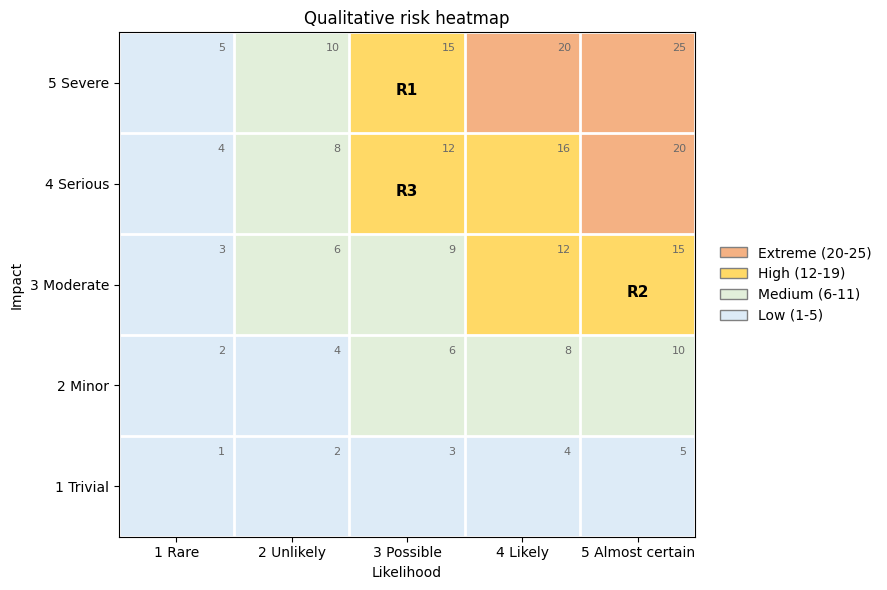 Qualitative risk heatmap
5 10 15 20 25
5 Severe
R1
4 8 12 16 20
4 Serious
R3
3 6 9 12 15
3 Moderate
R2
2 4 6 8 10
2 Minor
1 2 3 4 5
1 Trivial
1 Rare 2 Unlikely 3 Possible 4 Likely 5 Almost certain
Likelihood
Impact
Extreme (20-25)
High (12-19)
Medium (6-11)
Low (1-5)